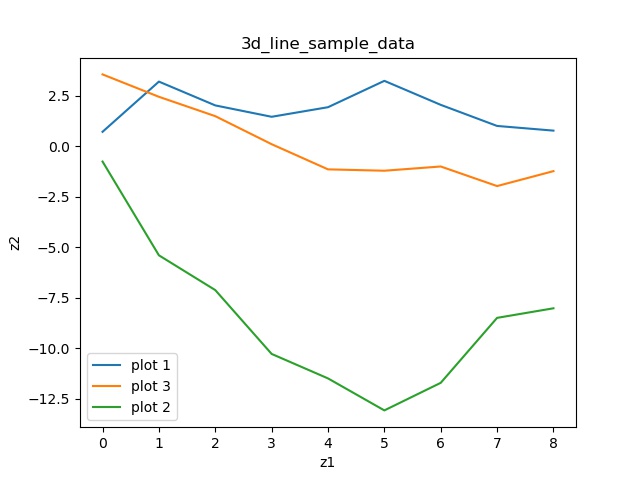 3d_line_sample_data
2.5
0.0
−2.5
−5.0
−7.5
−10.0
−12.5
z2
plot 1
plot 3
plot 2
0 1 2 3 4 5 6 7 8
z1